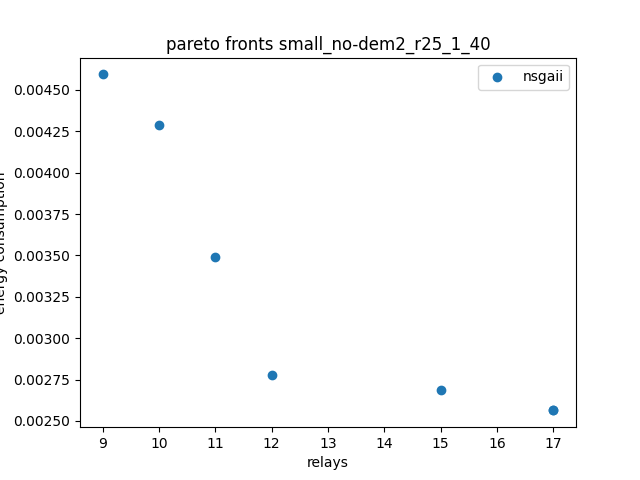 pareto fronts small_no-dem2_r25_1_40
nsgaii
0.00450
0.00425
0.00400
0.00375
0.00350
0.00325
0.00300
0.00275
0.00250
energy consumption
9 10 11 12 13 14 15 16 17
relays